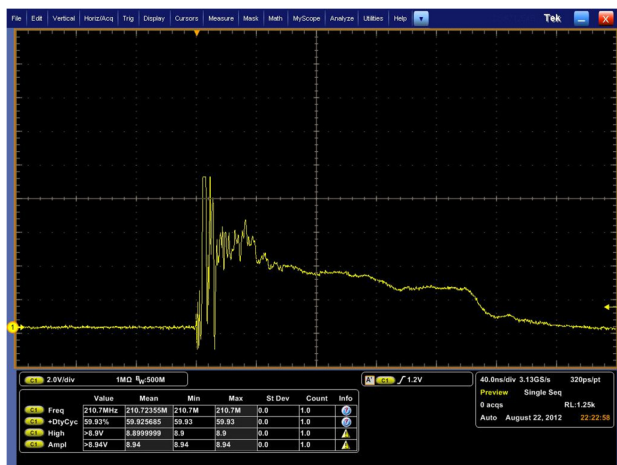 File Edit Vertical Horiz/Acq Trig Display Cursors Measure Mask Math MyScope Analyze Utilities Help Tek X
1
C1 2.0V/div 1MΩ BW:500M
A' C1 1.2V
40.0ns/div 3.13GS/s 320ps/pt
Preview Single Seq
0 acqs RL:1.25k
Auto August 22, 2012 22:22:58
Value Mean Min Max St Dev Count Info
C1 Freq 210.7MHz 210.72355M 210.7M 210.7M 0.0 1.0
C1 +DtyCyc 59.93% 59.925685 59.93 59.93 0.0 1.0
C1 High >8.9V 8.8999999 8.9 8.9 0.0 1.0
C1 Ampl >8.94V 8.94 8.94 8.94 0.0 1.0